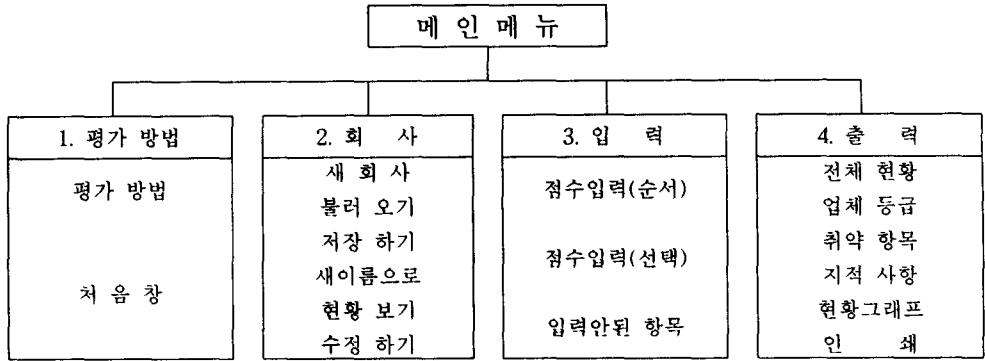 메 인 메 뉴
1. 평가 방법
평가 방법
처 음 창
2. 회 사
새 회 사
불러 오기
저장 하기
새이름으로
현황 보기
수정 하기
3. 입 력
점수입력(순서)
점수입력(선택)
입력안된 항목
4. 출 력
전체 현황
업체 등급
취약 항목
지적 사항
현황그래프
인 쇄